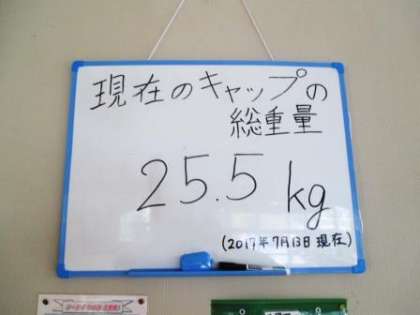 現在のキャップの
総重量
25.5 kg
(2017年7月13日 現在)